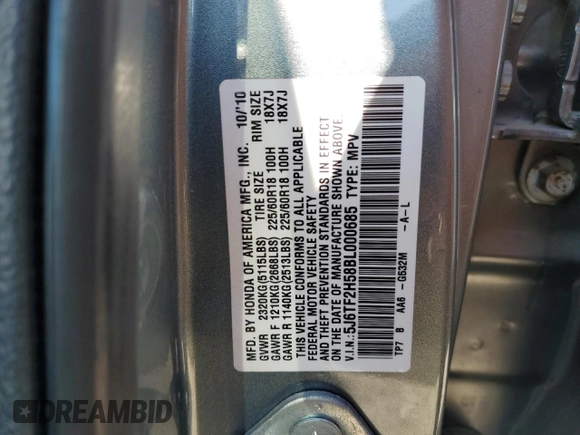 MFD. BY HONDA OF AMERICA MFG., INC. 10/'10
GVWR 2320KG(5115LBS) TIRE SIZE RIM SIZE
GAWR F 1210KG(2668LBS) 225/60R18 100H 18X7J
GAWR R 1140KG(2513LBS) 225/60R18 100H 18X7J
THIS VEHICLE CONFORMS TO ALL APPLICABLE
FEDERAL MOTOR VEHICLE SAFETY
AND THEFT PREVENTION STANDARDS IN EFFECT
ON THE DATE OF MANUFACTURE SHOWN ABOVE.
V.I.N.:5J6TF2H58BL000685 TYPE: MPV
TP7 B AA6 -G532M -A-L
DREAMBID